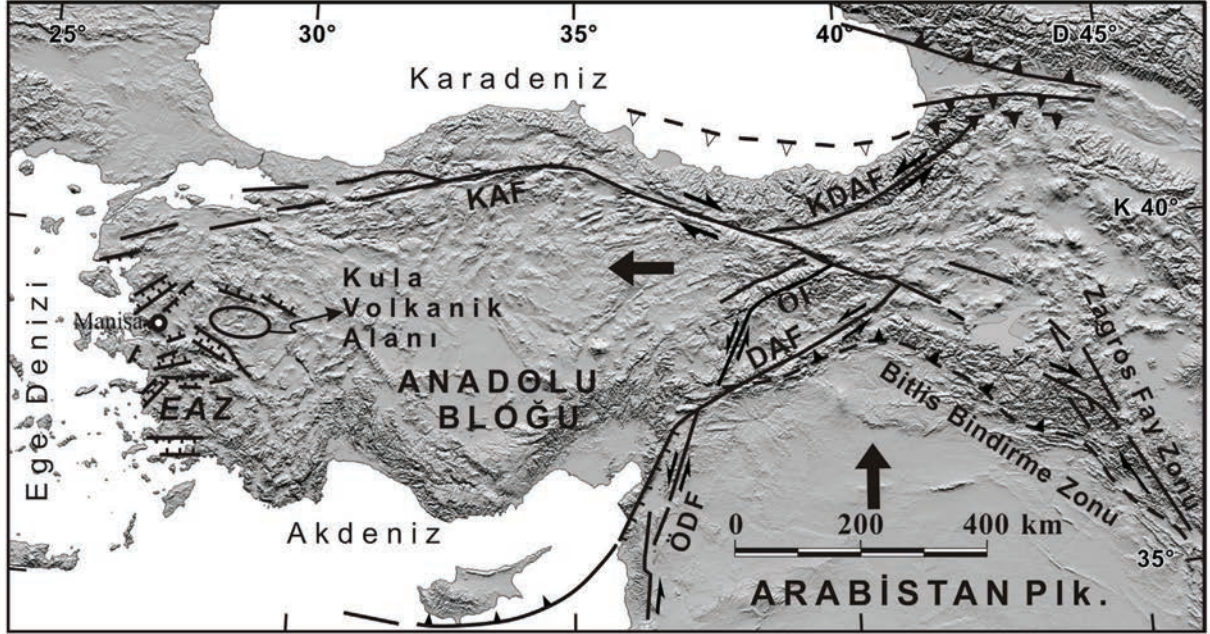 25°
30°
35°
40°
D 45°
Karadeniz
KAF
KDAF
K 40°
Kula
Volkanik
Alanı
Manisa
Ege Denizi
OF
DAF
ANADOLU
BLOĞU
EAZ
Zagros Fay Zonu
Bitlis Bindirme Zonu
Akdeniz
ÖDF
0 200 400 km
35°
ARABİSTAN Plk.